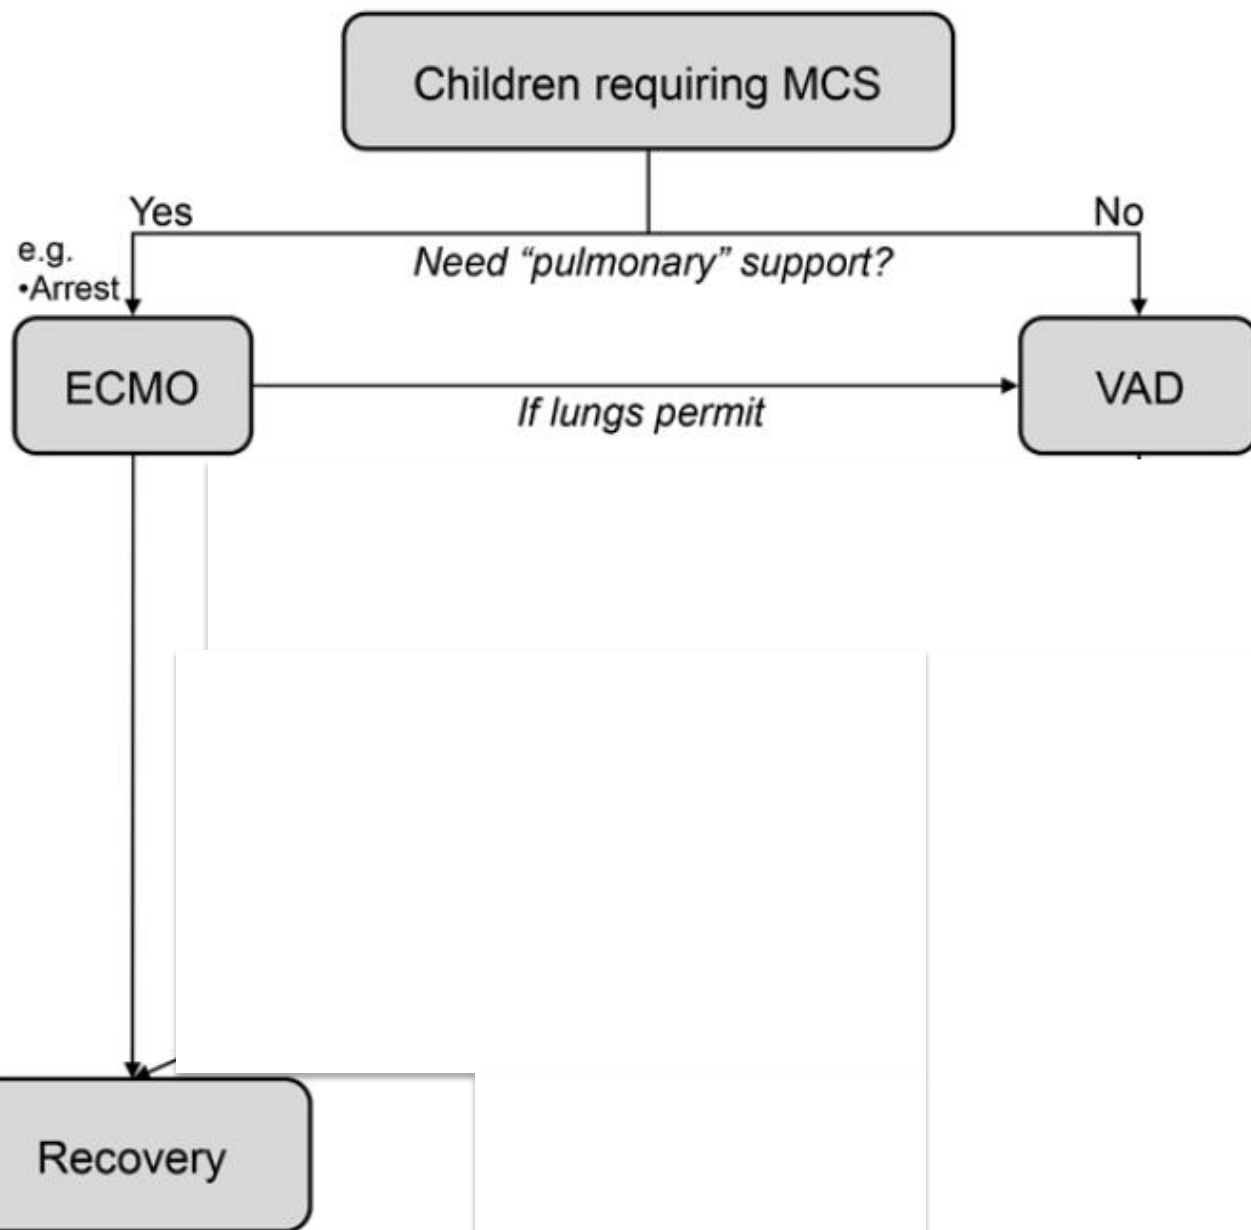 Children requiring MCS
Yes
No
e.g.
•Arrest
Need “pulmonary” support?
ECMO
If lungs permit
VAD
Recovery